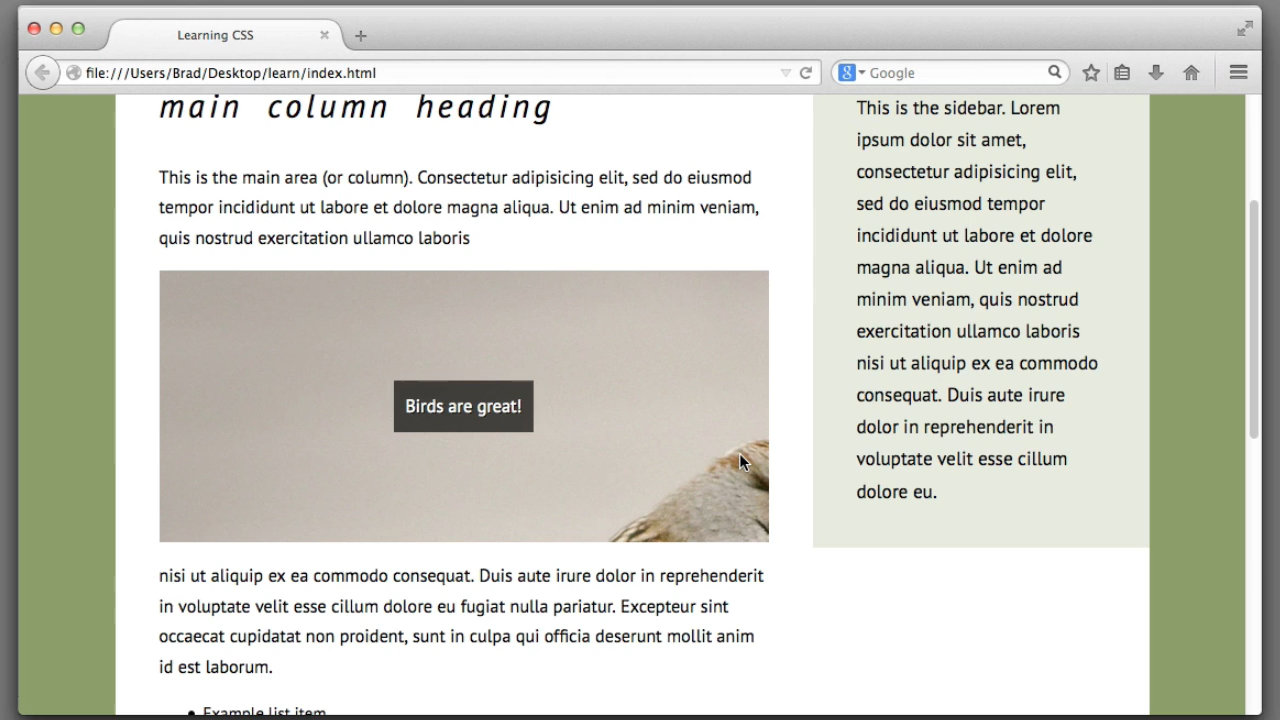 Learning CSS
file:///Users/Brad/Desktop/learn/index.html
Google
main column heading
This is the main area (or column). Consectetur adipisicing elit, sed do eiusmod
tempor incididunt ut labore et dolore magna aliqua. Ut enim ad minim veniam,
quis nostrud exercitation ullamco laboris
Birds are great!
nisi ut aliquip ex ea commodo consequat. Duis aute irure dolor in reprehenderit
in voluptate velit esse cillum dolore eu fugiat nulla pariatur. Excepteur sint
occaecat cupidatat non proident, sunt in culpa qui officia deserunt mollit anim
id est laborum.
Example list item
This is the sidebar. Lorem
ipsum dolor sit amet,
consectetur adipisicing elit,
sed do eiusmod tempor
incididunt ut labore et dolore
magna aliqua. Ut enim ad
minim veniam, quis nostrud
exercitation ullamco laboris
nisi ut aliquip ex ea commodo
consequat. Duis aute irure
dolor in reprehenderit in
voluptate velit esse cillum
dolore eu.